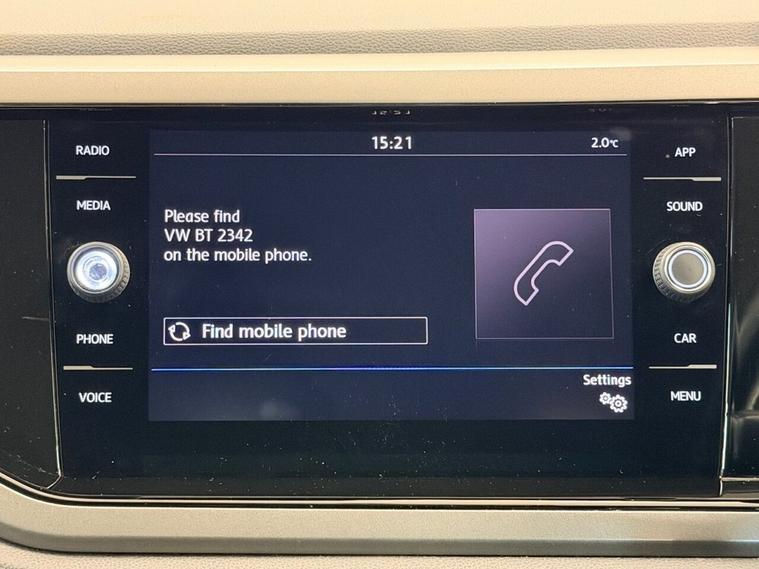 RADIO
MEDIA
PHONE
VOICE
15:21
2.0°C
Please find
VW BT 2342
on the mobile phone.
Find mobile phone
Settings
APP
SOUND
CAR
MENU